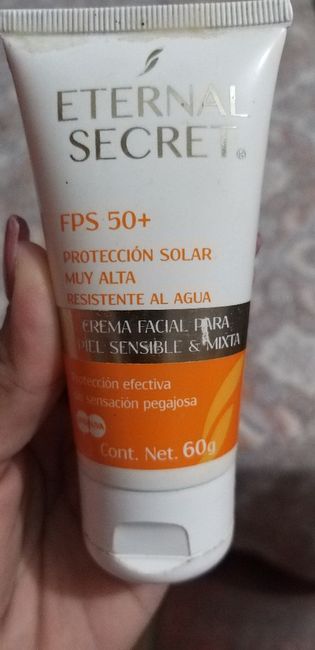 ETERNAL
SECRET®
FPS 50+
PROTECCIÓN SOLAR
MUY ALTA
RESISTENTE AL AGUA
CREMA FACIAL PARA
PIEL SENSIBLE & MIXTA
Protección efectiva
sin sensación pegajosa
Cont. Net. 60g